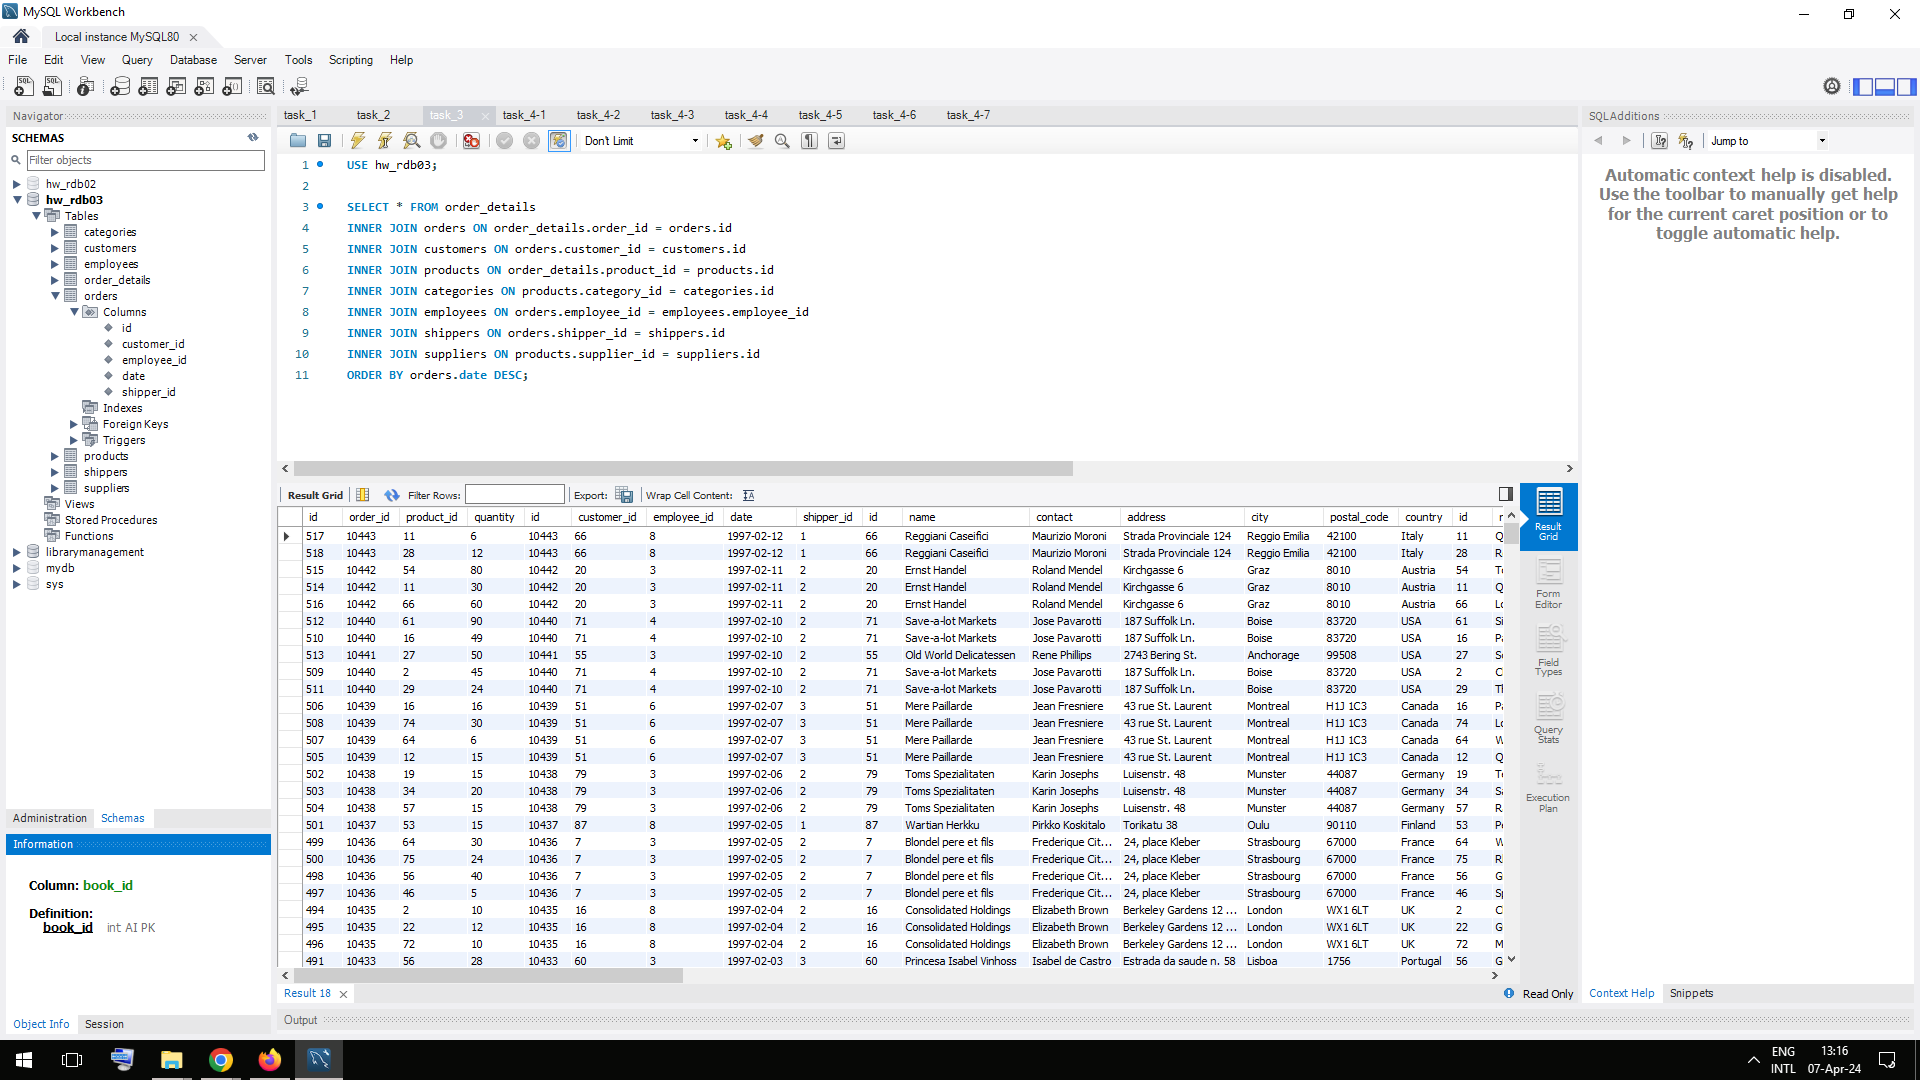 MySQL Workbench
Local instance MySQL80
File Edit View Query Database Server Tools Scripting Help
Navigator
SCHEMAS
Filter objects
hw_rdb02
hw_rdb03
Tables
categories
customers
employees
order_details
orders
Columns
id
customer_id
employee_id
date
shipper_id
Indexes
Foreign Keys
Triggers
products
shippers
suppliers
Views
Stored Procedures
Functions
librarymanagement
mydb
sys
Administration Schemas
Information
Column: book_id
Definition:
book_id int AI PK
Object Info Session
task_1 task_2 task_3 task_4-1 task_4-2 task_4-3 task_4-4 task_4-5 task_4-6 task_4-7
Don't Limit
1 USE hw_rdb03;
2
3 SELECT * FROM order_details
4 INNER JOIN orders ON order_details.order_id = orders.id
5 INNER JOIN customers ON orders.customer_id = customers.id
6 INNER JOIN products ON order_details.product_id = products.id
7 INNER JOIN categories ON products.category_id = categories.id
8 INNER JOIN employees ON orders.employee_id = employees.employee_id
9 INNER JOIN shippers ON orders.shipper_id = shippers.id
10 INNER JOIN suppliers ON products.supplier_id = suppliers.id
11 ORDER BY orders.date DESC;
Result Grid Filter Rows: Export: Wrap Cell Content:
id order_id product_id quantity id customer_id employee_id date shipper_id id name contact address city postal_code country id
517 10443 11 6 10443 66 8 1997-02-12 1 66 Reggiani Caseifici Maurizio Moroni Strada Provinciale 124 Reggio Emilia 42100 Italy 11 Q
518 10443 28 12 10443 66 8 1997-02-12 1 66 Reggiani Caseifici Maurizio Moroni Strada Provinciale 124 Reggio Emilia 42100 Italy 28 R
515 10442 54 80 10442 20 3 1997-02-11 2 20 Ernst Handel Roland Mendel Kirchgasse 6 Graz 8010 Austria 54 T
514 10442 11 30 10442 20 3 1997-02-11 2 20 Ernst Handel Roland Mendel Kirchgasse 6 Graz 8010 Austria 11 Q
516 10442 66 60 10442 20 3 1997-02-11 2 20 Ernst Handel Roland Mendel Kirchgasse 6 Graz 8010 Austria 66 Lo
512 10440 61 90 10440 71 4 1997-02-10 2 71 Save-a-lot Markets Jose Pavarotti 187 Suffolk Ln. Boise 83720 USA 61 Si
510 10440 16 49 10440 71 4 1997-02-10 2 71 Save-a-lot Markets Jose Pavarotti 187 Suffolk Ln. Boise 83720 USA 16 Pa
513 10441 27 50 10441 55 3 1997-02-10 2 55 Old World Delicatessen Rene Phillips 2743 Bering St. Anchorage 99508 USA 27 S
509 10440 2 45 10440 71 4 1997-02-10 2 71 Save-a-lot Markets Jose Pavarotti 187 Suffolk Ln. Boise 83720 USA 2 C
511 10440 29 24 10440 71 4 1997-02-10 2 71 Save-a-lot Markets Jose Pavarotti 187 Suffolk Ln. Boise 83720 USA 29 Tl
506 10439 16 16 10439 51 6 1997-02-07 3 51 Mere Paillarde Jean Fresniere 43 rue St. Laurent Montreal H1J 1C3 Canada 16 Pa
508 10439 74 30 10439 51 6 1997-02-07 3 51 Mere Paillarde Jean Fresniere 43 rue St. Laurent Montreal H1J 1C3 Canada 74 Lo
507 10439 64 6 10439 51 6 1997-02-07 3 51 Mere Paillarde Jean Fresniere 43 rue St. Laurent Montreal H1J 1C3 Canada 64 W
505 10439 12 15 10439 51 6 1997-02-07 3 51 Mere Paillarde Jean Fresniere 43 rue St. Laurent Montreal H1J 1C3 Canada 12 Q
502 10438 19 15 10438 79 3 1997-02-06 2 79 Toms Spezialitaten Karin Josephs Luisenstr. 48 Munster 44087 Germany 19 T
503 10438 34 20 10438 79 3 1997-02-06 2 79 Toms Spezialitaten Karin Josephs Luisenstr. 48 Munster 44087 Germany 34 Sa
504 10438 57 15 10438 79 3 1997-02-06 2 79 Toms Spezialitaten Karin Josephs Luisenstr. 48 Munster 44087 Germany 57 R
501 10437 53 15 10437 87 8 1997-02-05 1 87 Wartian Herkku Pirkko Koskitalo Torikatu 38 Oulu 90110 Finland 53 P
499 10436 64 30 10436 7 3 1997-02-05 2 7 Blondel pere et fils Frederique Cit... 24, place Kleber Strasbourg 67000 France 64 W
500 10436 75 24 10436 7 3 1997-02-05 2 7 Blondel pere et fils Frederique Cit... 24, place Kleber Strasbourg 67000 France 75 R
498 10436 56 40 10436 7 3 1997-02-05 2 7 Blondel pere et fils Frederique Cit... 24, place Kleber Strasbourg 67000 France 56 G
497 10436 46 5 10436 7 3 1997-02-05 2 7 Blondel pere et fils Frederique Cit... 24, place Kleber Strasbourg 67000 France 46 Sp
494 10435 2 10 10435 16 8 1997-02-04 2 16 Consolidated Holdings Elizabeth Brown Berkeley Gardens 12 ... London WX1 6LT UK 2 C
495 10435 22 12 10435 16 8 1997-02-04 2 16 Consolidated Holdings Elizabeth Brown Berkeley Gardens 12 ... London WX1 6LT UK 22 G
496 10435 72 10 10435 16 8 1997-02-04 2 16 Consolidated Holdings Elizabeth Brown Berkeley Gardens 12 ... London WX1 6LT UK 72 M
491 10433 56 28 10433 60 3 1997-02-03 3 60 Princesa Isabel Vinhoss Isabel de Castro Estrada da saude n. 58 Lisboa 1756 Portugal 56 G
Result
Grid
Form
Editor
Field
Types
Query
Stats
Execution
Plan
Result 18
Read Only
Output
SQLAdditions
Jump to
Automatic context help is disabled.
Use the toolbar to manually get help
for the current caret position or to
toggle automatic help.
Context Help Snippets
ENG
INTL
13:16
07-Apr-24